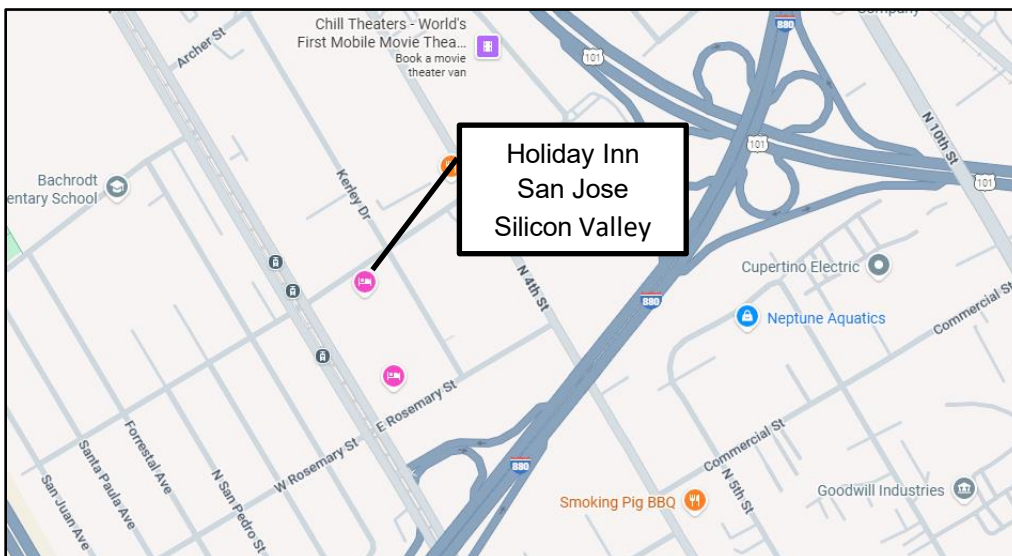 880
Company
Chill Theaters - World's
First Mobile Movie Thea...
Book a movie
theater van
Archer St
101
N 10th St
Holiday Inn
San Jose
Silicon Valley
101
101
Bachrodt
entary School
Kerley Dr
N 4th St
Cupertino Electric
880
Neptune Aquatics
Commercial St
E Rosemary St
W Rosemary St
Commercial St
880
N 5th St
Smoking Pig BBQ
Goodwill Industries
Forrestal Ave
Santa Paula Ave
San Juan Ave
N San Pedro St